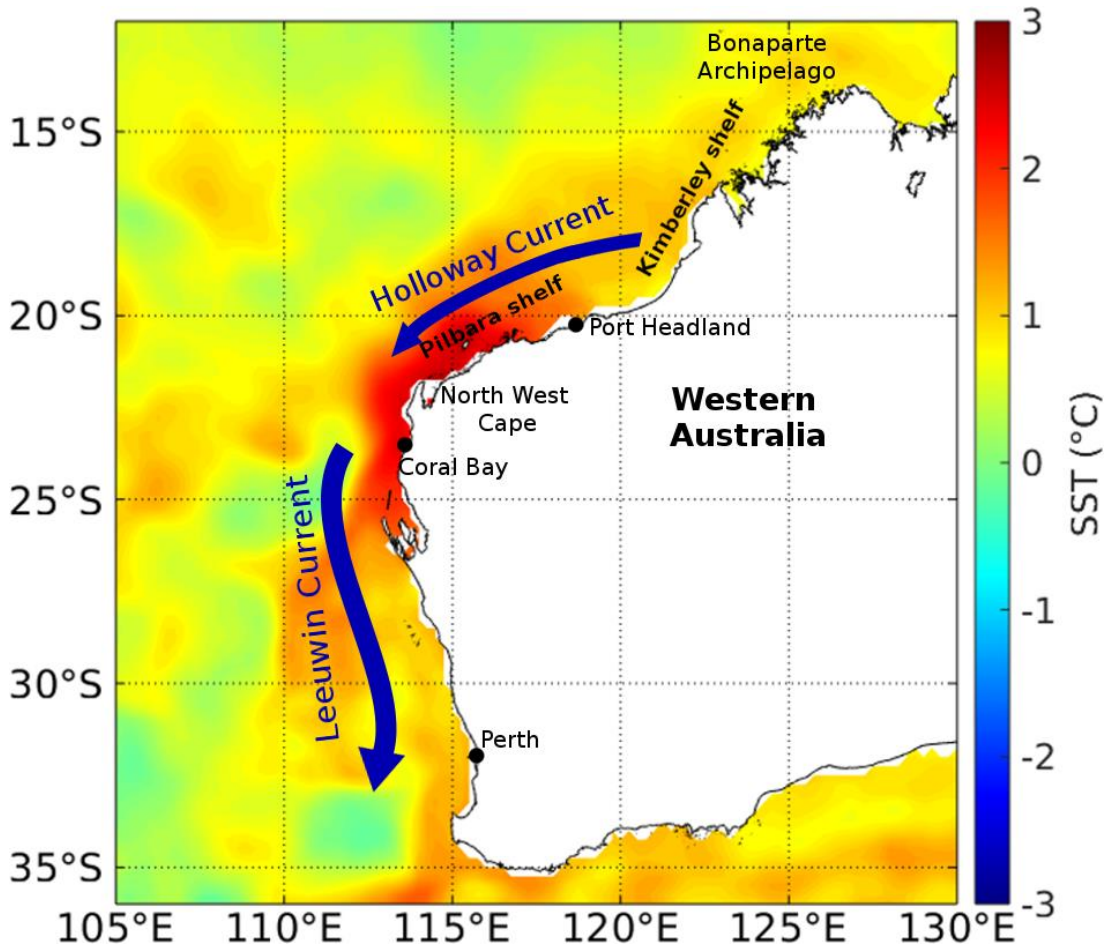 Bonaparte
Archipelago
Kimberley shelf
Holloway Current
Pilbara shelf
Port Headland
North West
Cape
Western
Australia
Coral Bay
Leeuwin Current
Perth
15°S
20°S
25°S
30°S
35°S
105°E
110°E
115°E
120°E
125°E
130°E
3
2
1
0
-1
-2
-3
SST (°C)